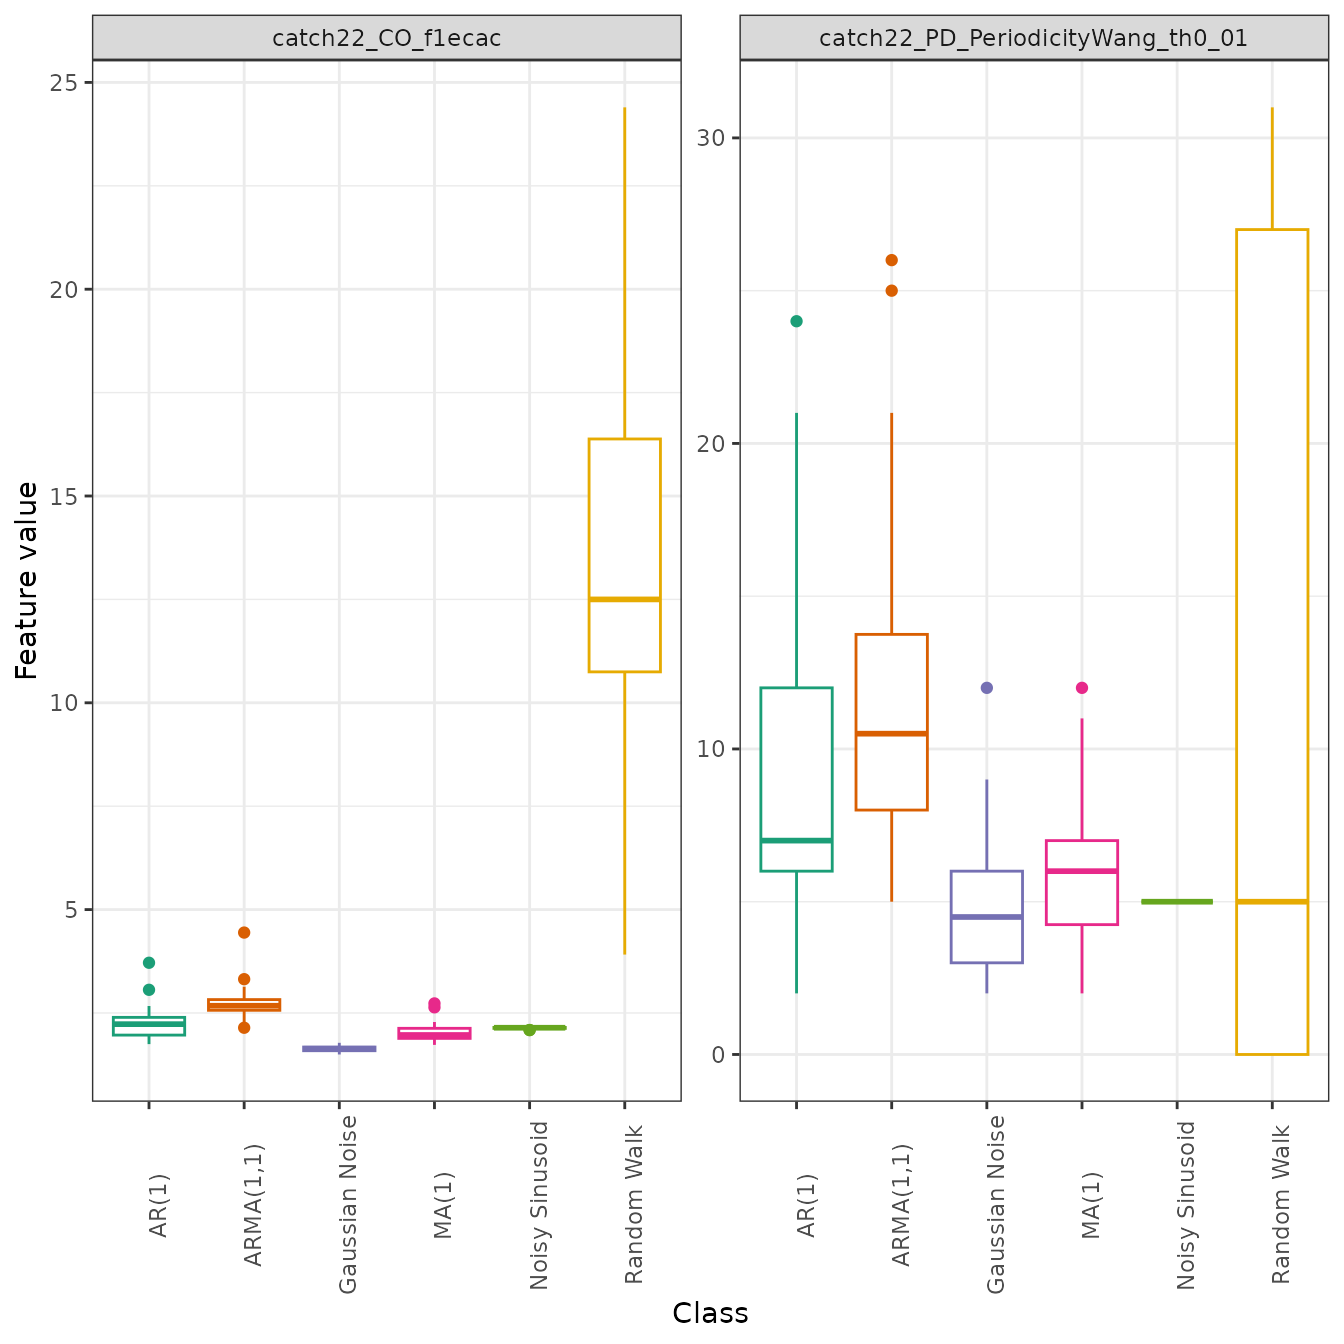 catch22_CO_f1ecac
catch22_PD_PeriodicityWang_th0_01
Feature value
25
20
15
10
5
30
20
10
0
AR(1)
ARMA(1,1)
Gaussian Noise
MA(1)
Noisy Sinusoid
Random Walk
AR(1)
ARMA(1,1)
Gaussian Noise
MA(1)
Noisy Sinusoid
Random Walk
Class